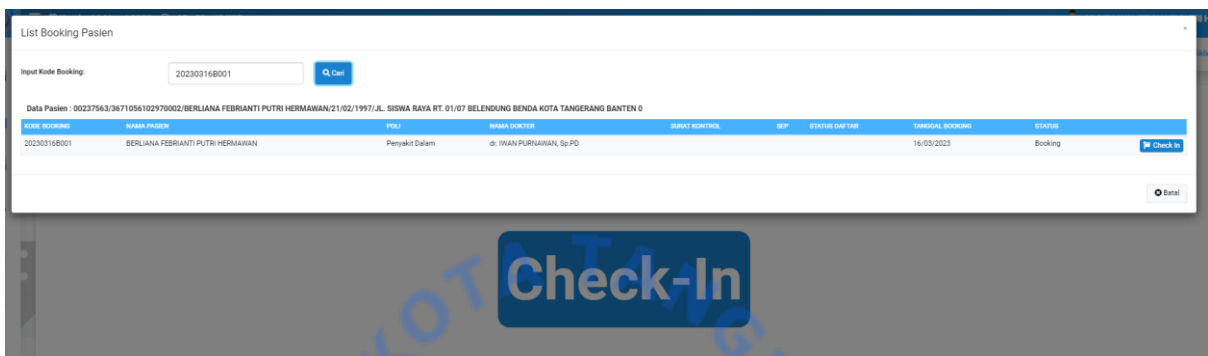 List Booking Pasien
×
Input Kode Booking: 20230316B001 Cari
Data Pasien : 00237563/3671056102970002/BERLIANA FEBRIANTI PUTRI HERMAWAN/21/02/1997/JL. SISWA RAYA RT. 01/07 BELENDUNG BENDA KOTA TANGERANG BANTEN 0
KODE BOOKING NAMA PASIEN POLI NAMA DOKTER SURAT KONTROL SEP STATUS DAFTAR TANGGAL BOOKING STATUS
20230316B001 BERLIANA FEBRIANTI PUTRI HERMAWAN Penyakit Dalam dr. IWAN PURNAWAN, Sp.PD 16/03/2023 Booking Check In
Batal
Check-In
KOTA TANG